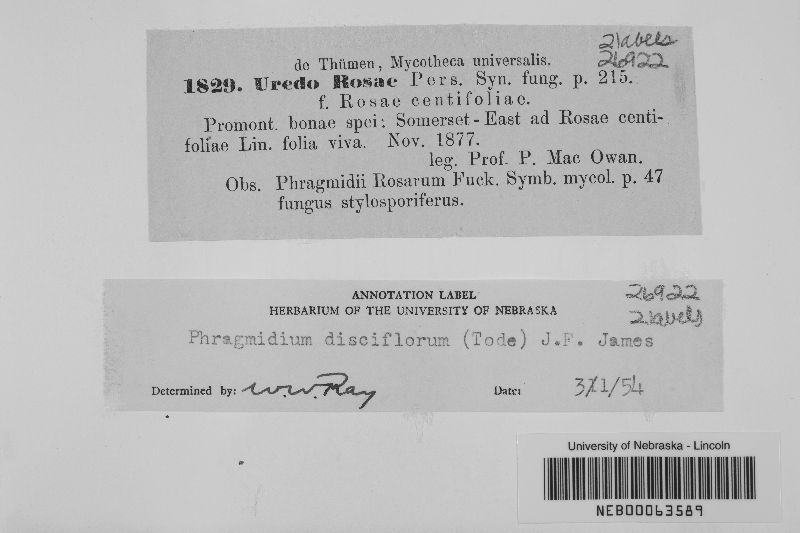 2 labels
26922
de Thümen, Mycotheca universalis.
1829. Uredo Rosae Pers. Syn. fung. p. 215.
f. Rosae centifoliae.
Promont. bonae spei: Somerset-East ad Rosae centi-
foliae Lin. folia viva. Nov. 1877.
leg. Prof. P. Mac Owan.
Obs. Phragmidii Rosarum Fuck. Symb. mycol. p. 47
fungus stylosporiferus.
26922
2 labels
ANNOTATION LABEL
HERBARIUM OF THE UNIVERSITY OF NEBRASKA
Phragmidium disciflorum (Tode) J.F. James
Determined by: W.W. Ray Date: 3/1/54
University of Nebraska - Lincoln
NEB00063589